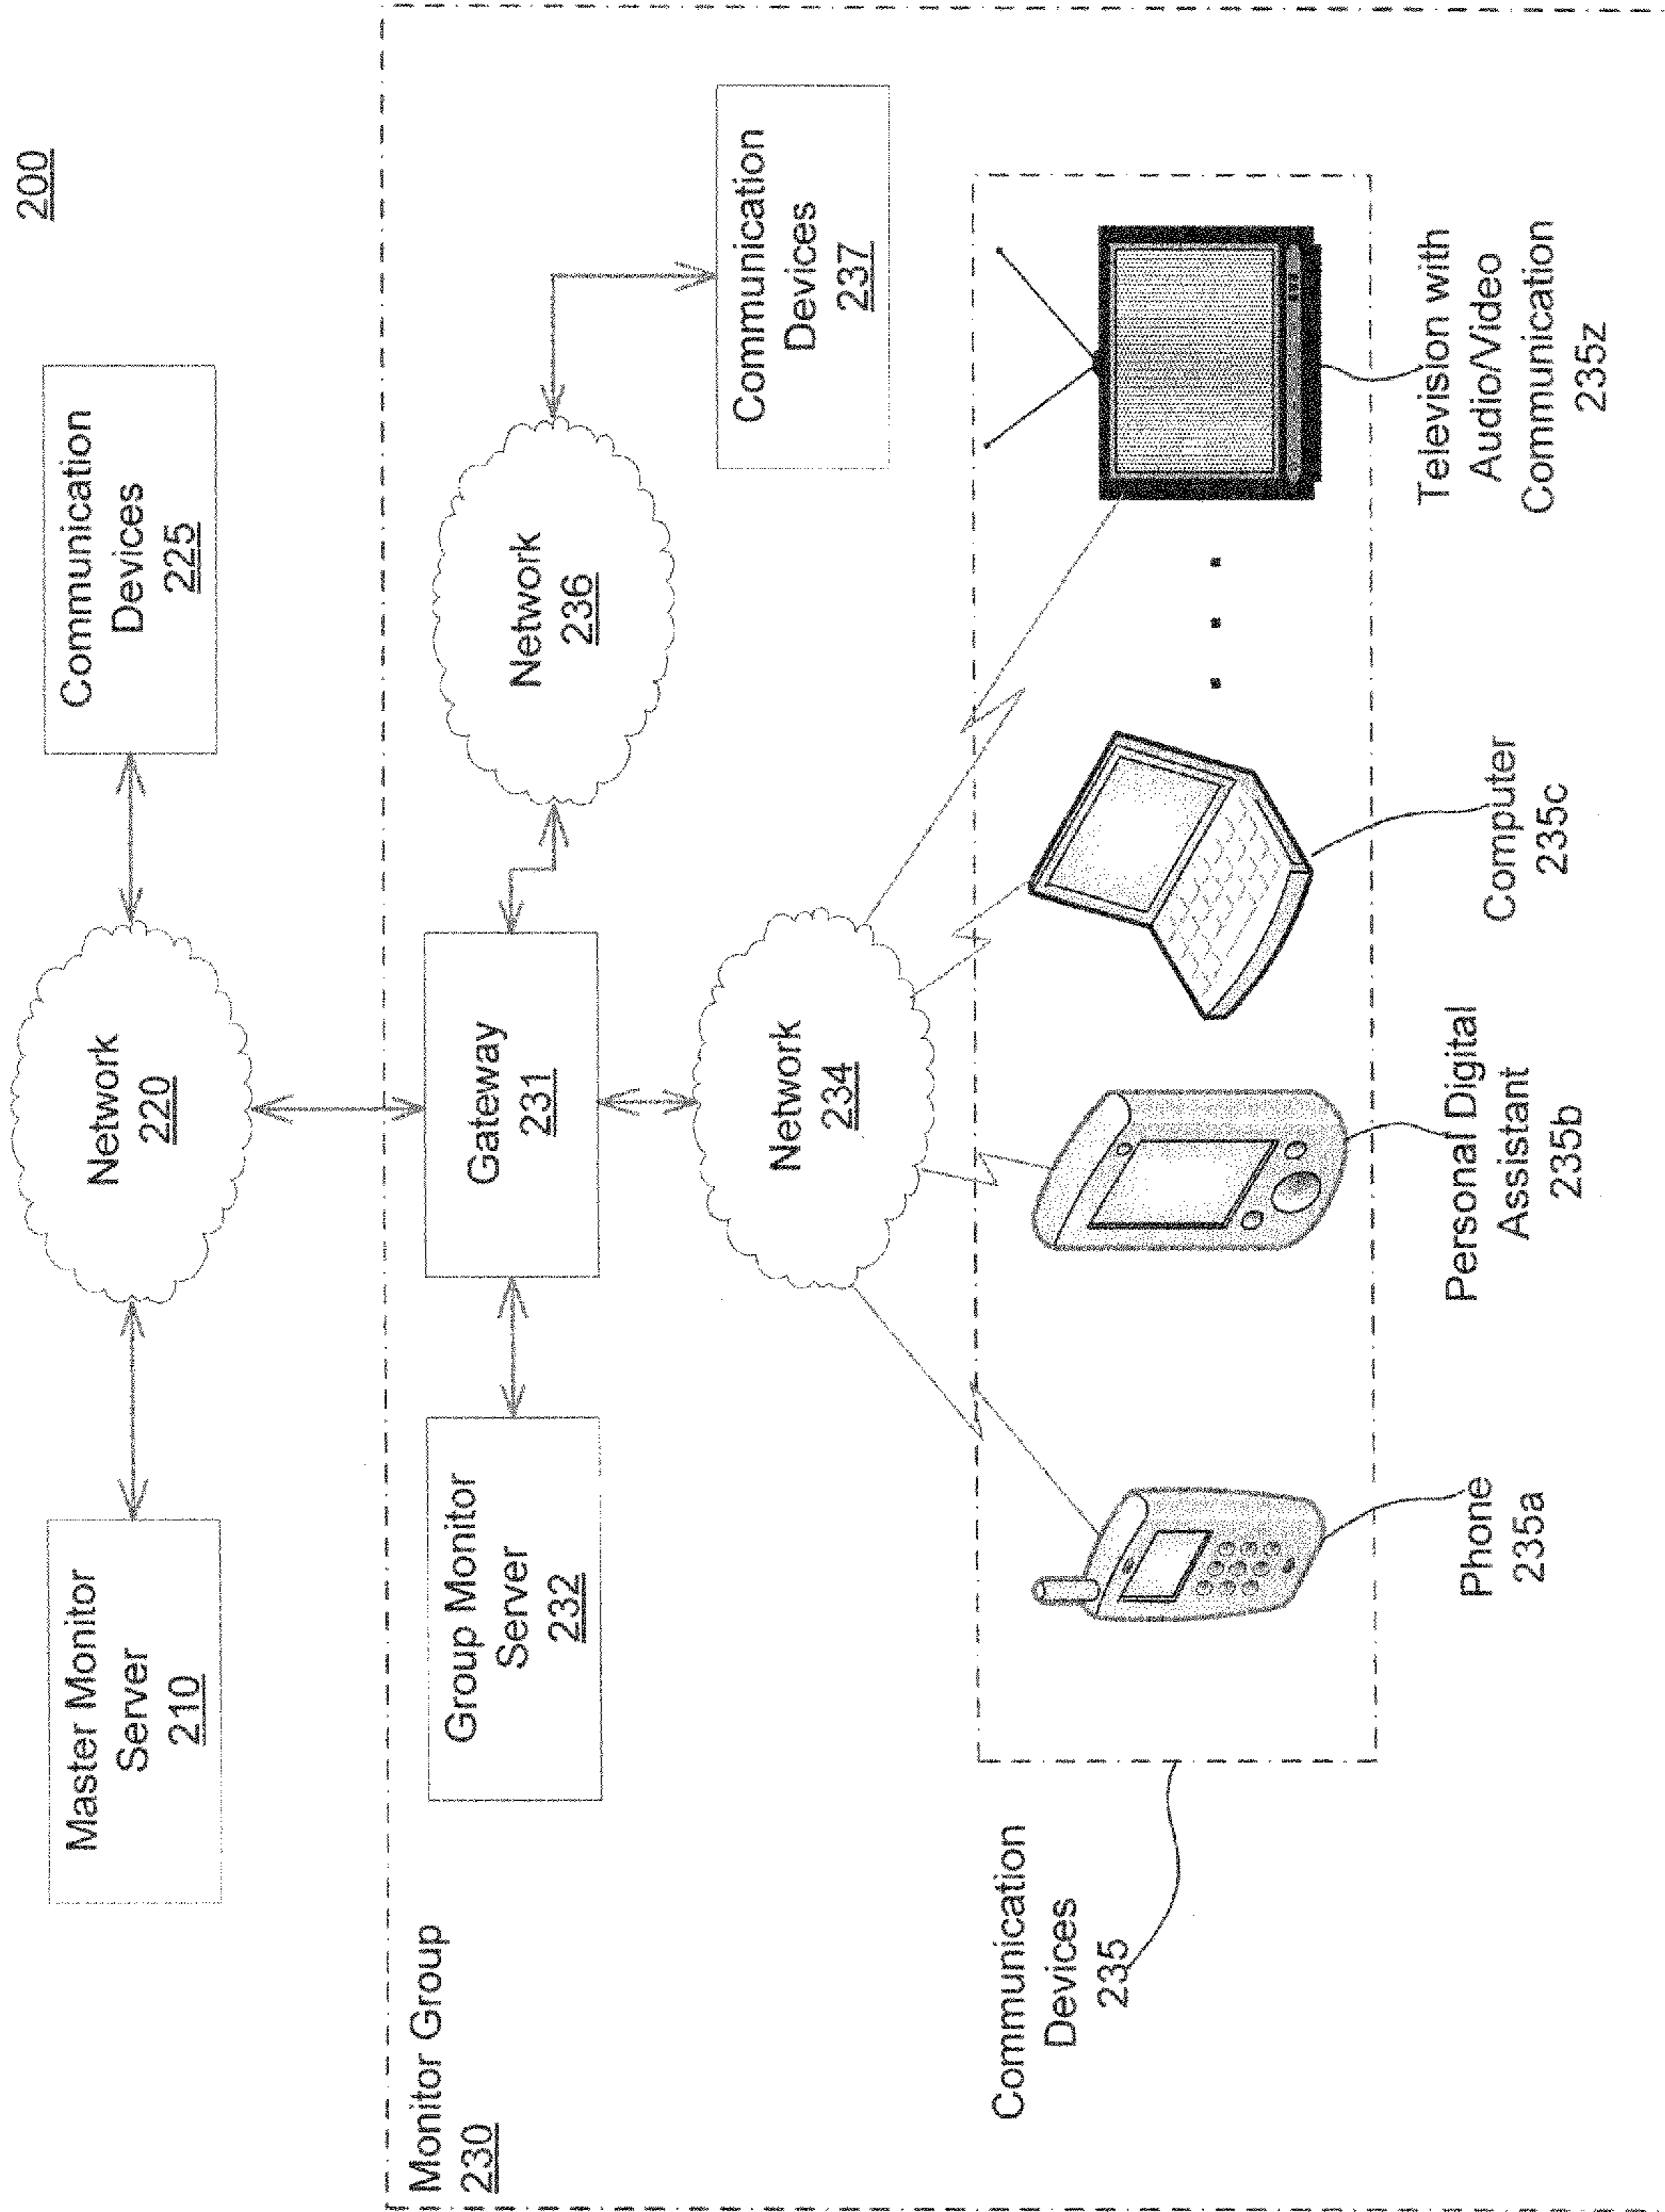 200
Master Monitor
Server
210
Network
220
Communication
Devices
225
Monitor Group
230
Group Monitor
Server
232
Gateway
231
Network
236
Communication
Devices
237
Network
234
Communication
Devices
235
Phone
235a
Personal Digital
Assistant
235b
Computer
235c
Television with
Audio/Video
Communication
235z